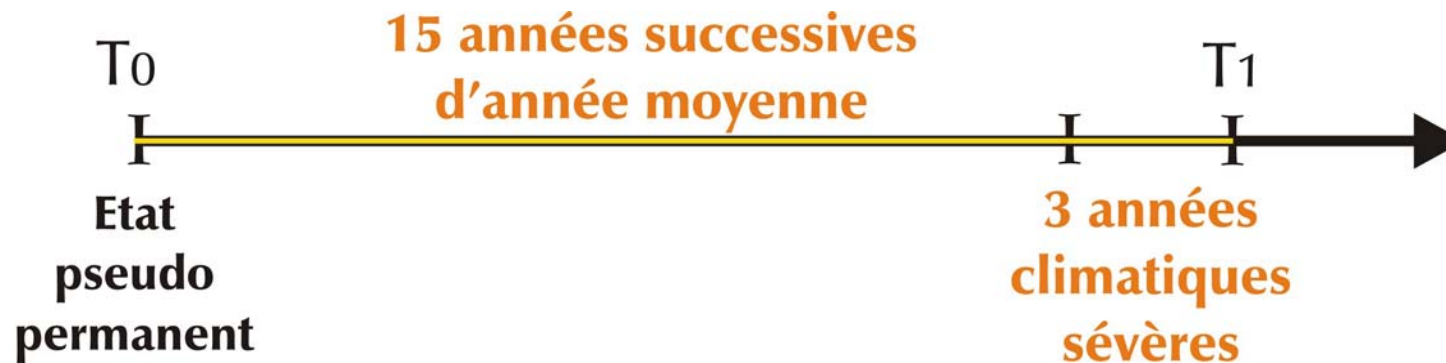 15 années successives
d'année moyenne
T0
T1
Etat
pseudo
permanent
3 années
climatiques
sévères